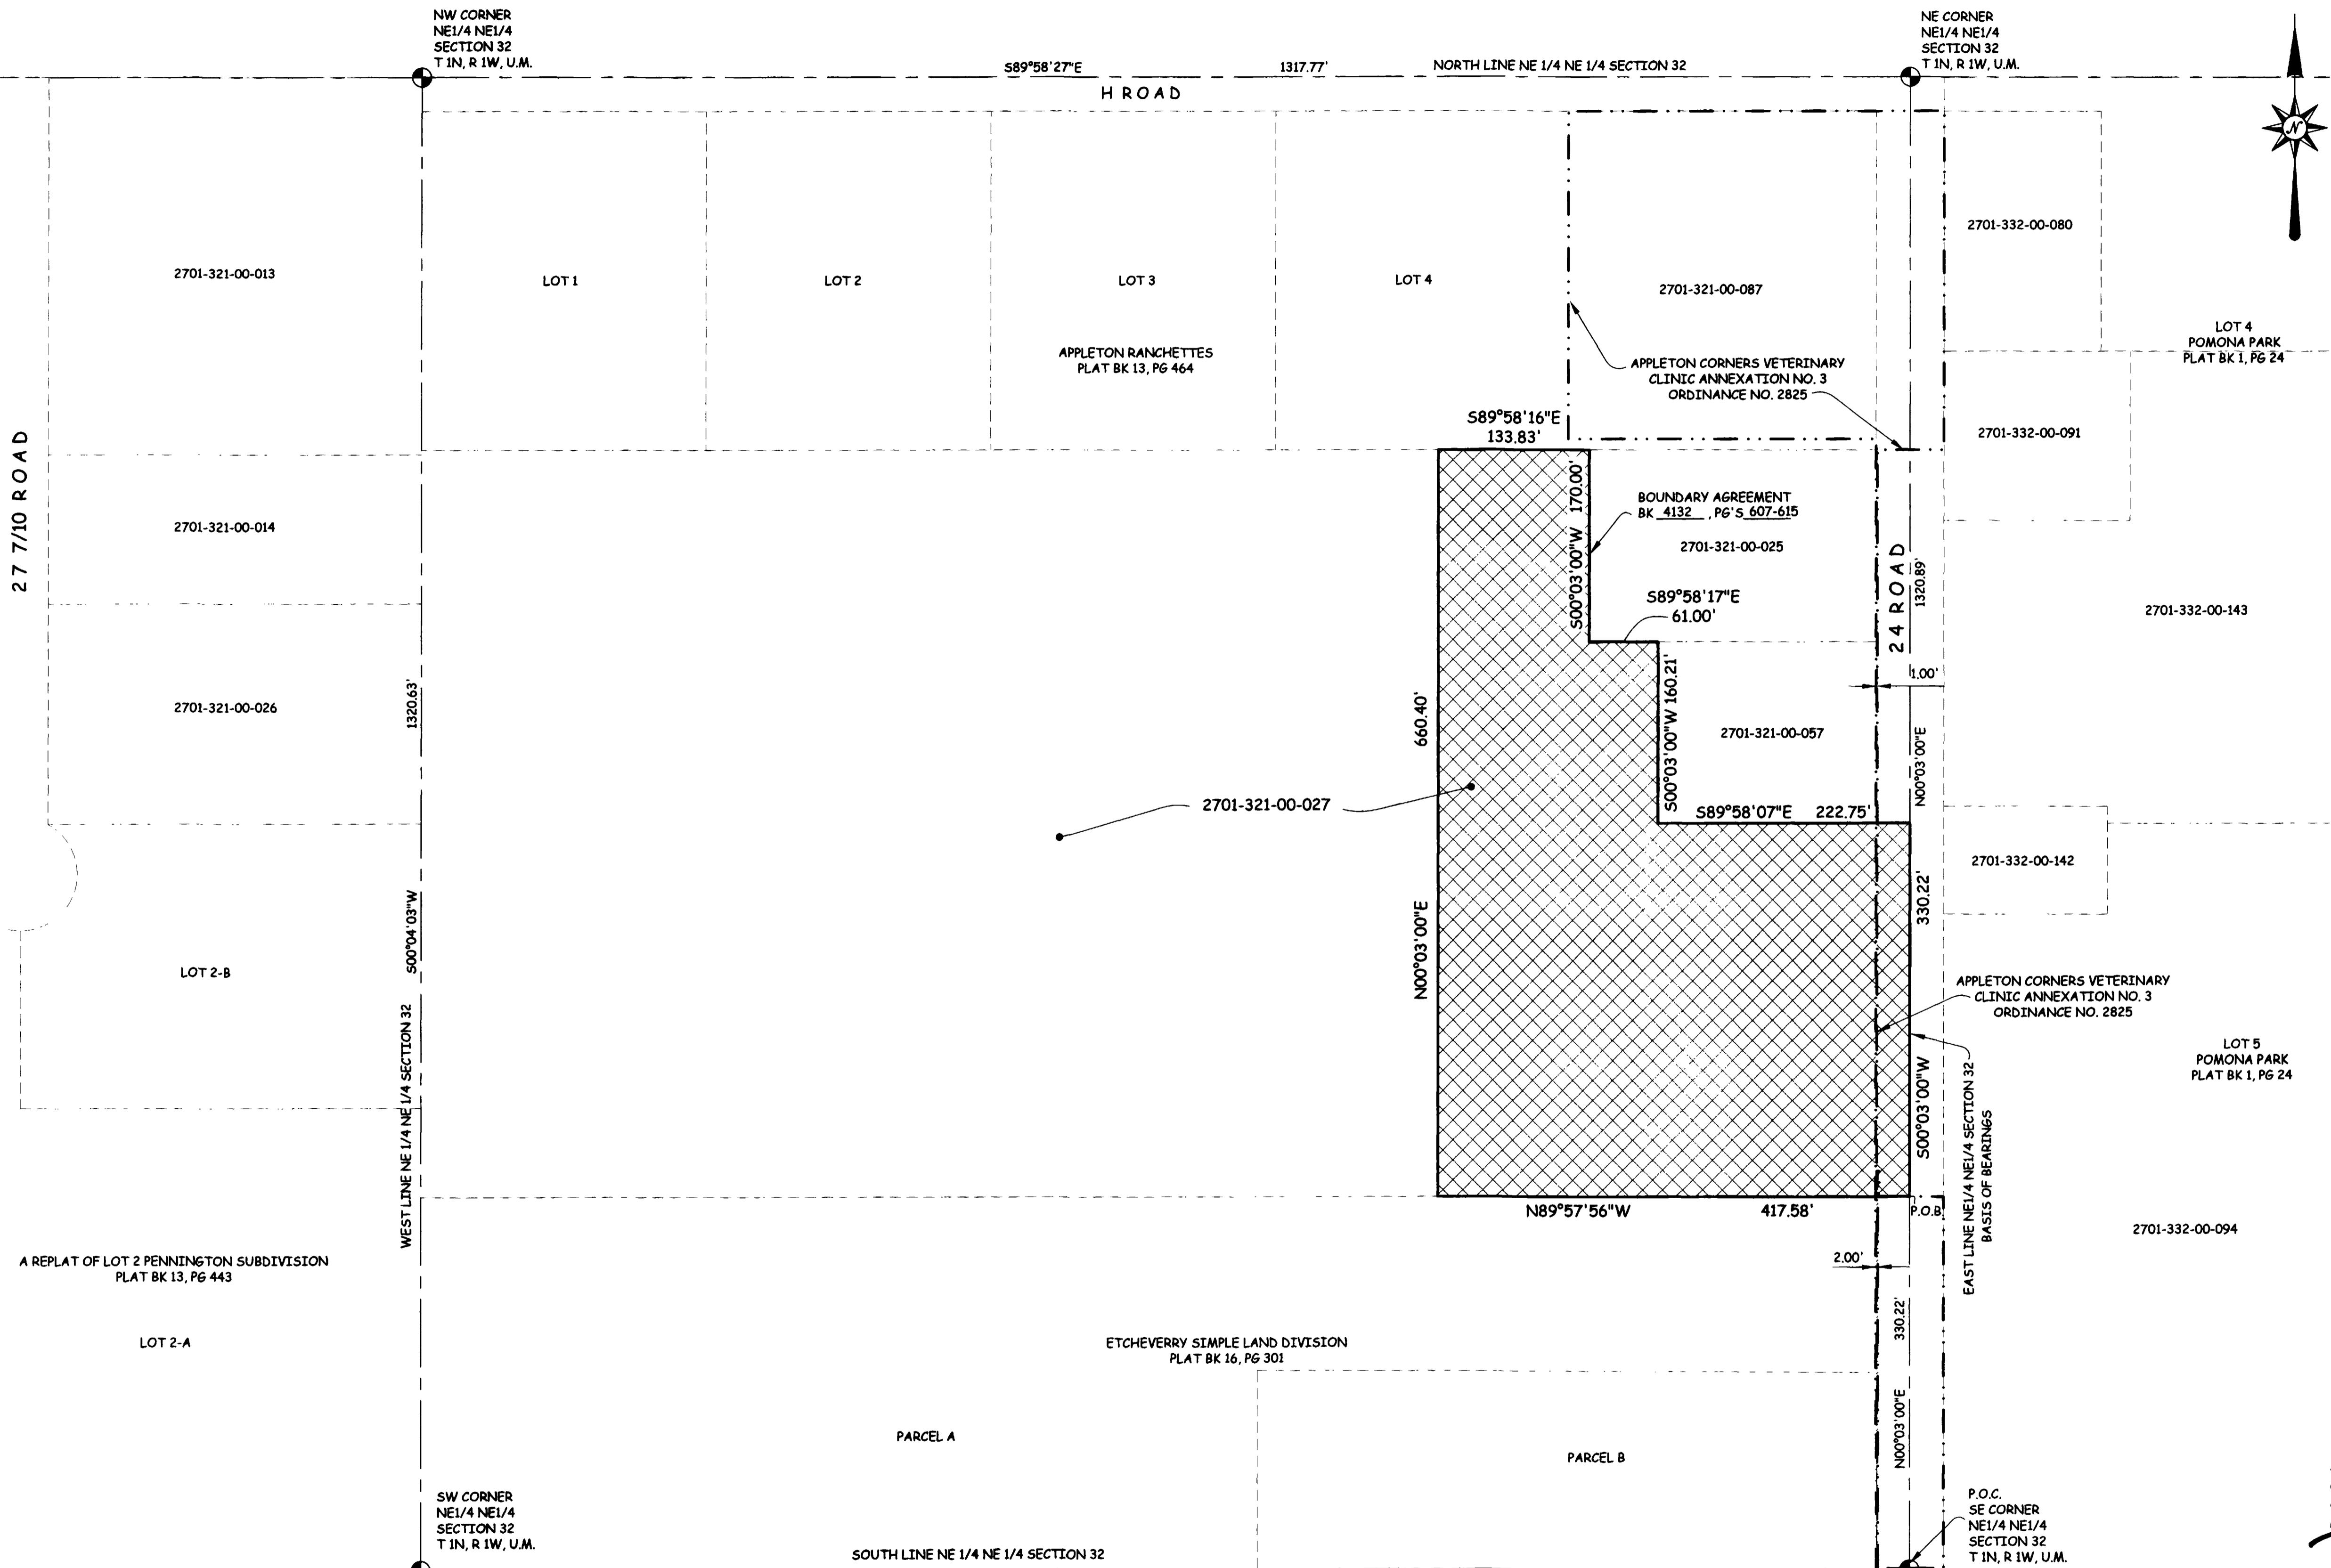 NW CORNER
NE1/4 NE1/4
SECTION 32
T 1N, R 1W, U.M.
S89°58'27"E
1317.77'
NORTH LINE NE 1/4 NE 1/4 SECTION 32
NE CORNER
NE1/4 NE1/4
SECTION 32
T 1N, R 1W, U.M.
N
H ROAD
2701-321-00-013
LOT 1
LOT 2
LOT 3
LOT 4
2701-321-00-087
2701-332-00-080
APPLETON RANCHETTES
PLAT BK 13, PG 464
APPLETON CORNERS VETERINARY
CLINIC ANNEXATION NO. 3
ORDINANCE NO. 2825
LOT 4
POMONA PARK
PLAT BK 1, PG 24
2701-332-00-091
27 7/10 ROAD
2701-321-00-014
2701-321-00-026
1320.63'
S00°04'03"W
WEST LINE NE 1/4 NE 1/4 SECTION 32
S89°58'16"E
133.83'
S00°03'00"W 170.00'
BOUNDARY AGREEMENT
BK 4132 , PG'S 607-615
2701-321-00-025
S89°58'17"E
61.00'
24 ROAD
1320.89'
N00°03'00"E
1.00'
2701-332-00-143
S00°03'00"W 160.21'
2701-321-00-057
S89°58'07"E 222.75'
660.40'
N00°03'00"E
2701-321-00-027
2701-332-00-142
330.22'
S00°03'00"W
APPLETON CORNERS VETERINARY
CLINIC ANNEXATION NO. 3
ORDINANCE NO. 2825
LOT 5
POMONA PARK
PLAT BK 1, PG 24
EAST LINE NE1/4 NE1/4 SECTION 32
BASIS OF BEARINGS
LOT 2-B
N89°57'56"W 417.58'
P.O.B.
2701-332-00-094
2.00'
A REPLAT OF LOT 2 PENNINGTON SUBDIVISION
PLAT BK 13, PG 443
LOT 2-A
ETCHEVERRY SIMPLE LAND DIVISION
PLAT BK 16, PG 301
330.22'
N00°03'00"E
PARCEL A
PARCEL B
SW CORNER
NE1/4 NE1/4
SECTION 32
T 1N, R 1W, U.M.
SOUTH LINE NE 1/4 NE 1/4 SECTION 32
P.O.C.
SE CORNER
NE1/4 NE1/4
SECTION 32
T 1N, R 1W, U.M.